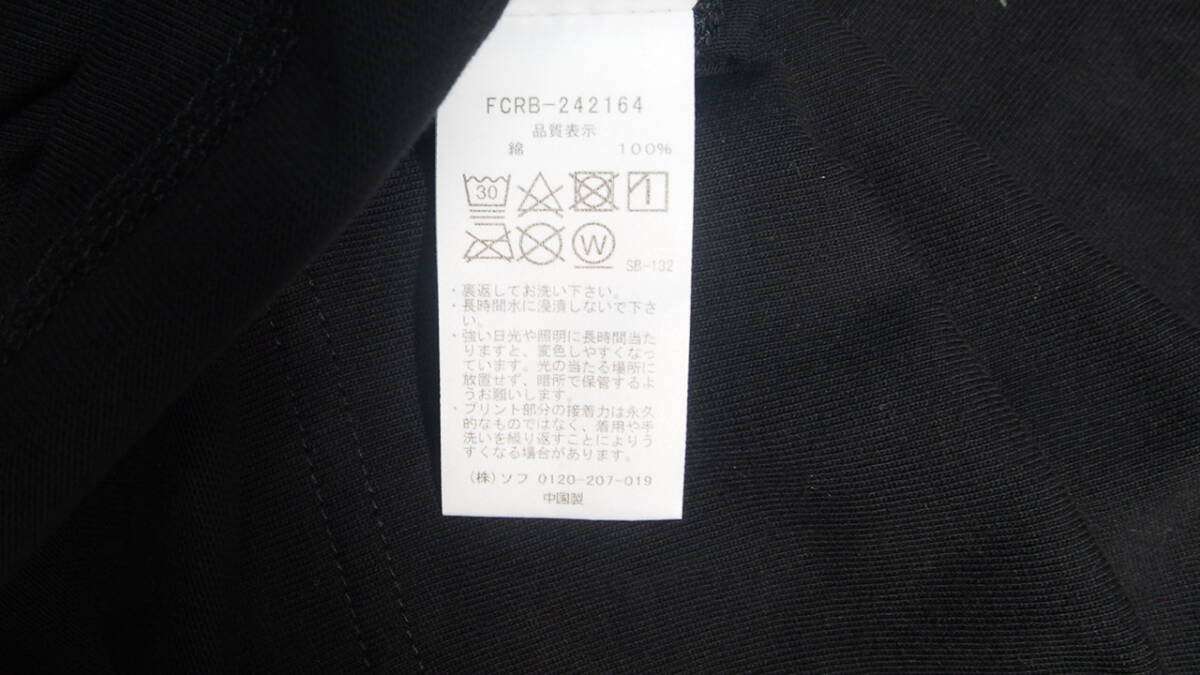 FCRB-242164
品質表示
綿 100%
30
W
SB-132
・裏返してお洗い下さい。
・長時間水に浸漬しないで下さ
い。
・強い日光や照明に長時間当た
りますと、変色しやすくなっ
ています。光の当たる場所に
放置せず、暗所で保管するよ
うお願いします。
・プリント部分の接着力は永久
的なものではなく、着用や手
洗いを繰り返すことによりう
すくなる場合があります。
(株)ソフ 0120-207-019
中国製